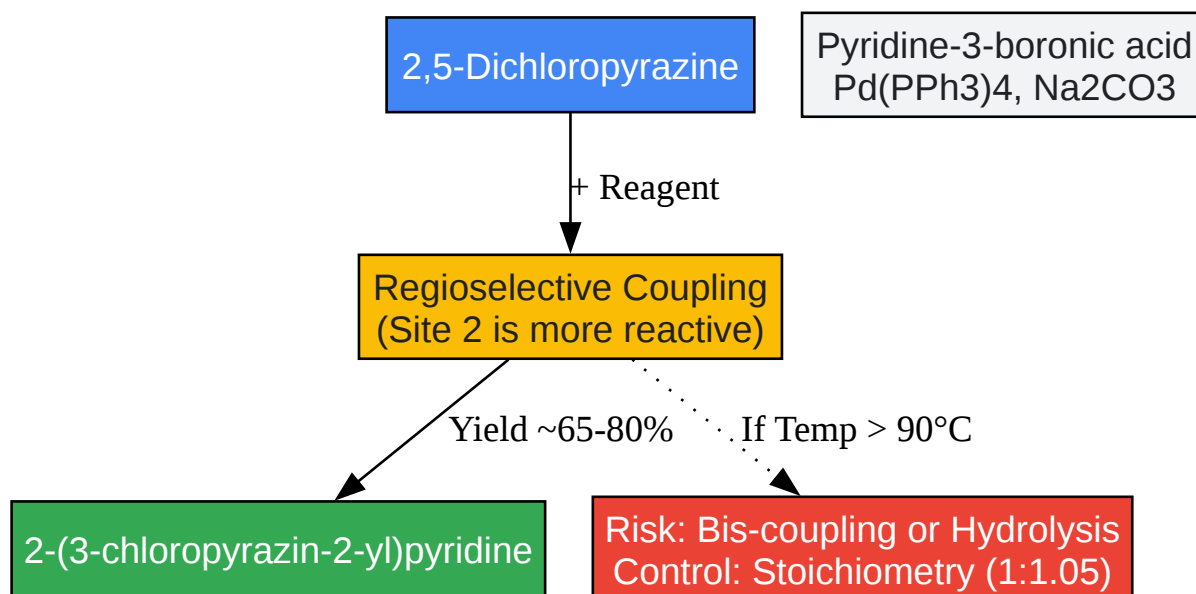 2,5-Dichloropyrazine
Pyridine-3-boronic acid
Pd(PPh3)4, Na2CO3
+ Reagent
Regioselective Coupling
(Site 2 is more reactive)
Yield ~65-80%
If Temp > 90°C
2-(3-chloropyrazin-2-yl)pyridine
Risk: Bis-coupling or Hydrolysis
Control: Stoichiometry (1:1.05)